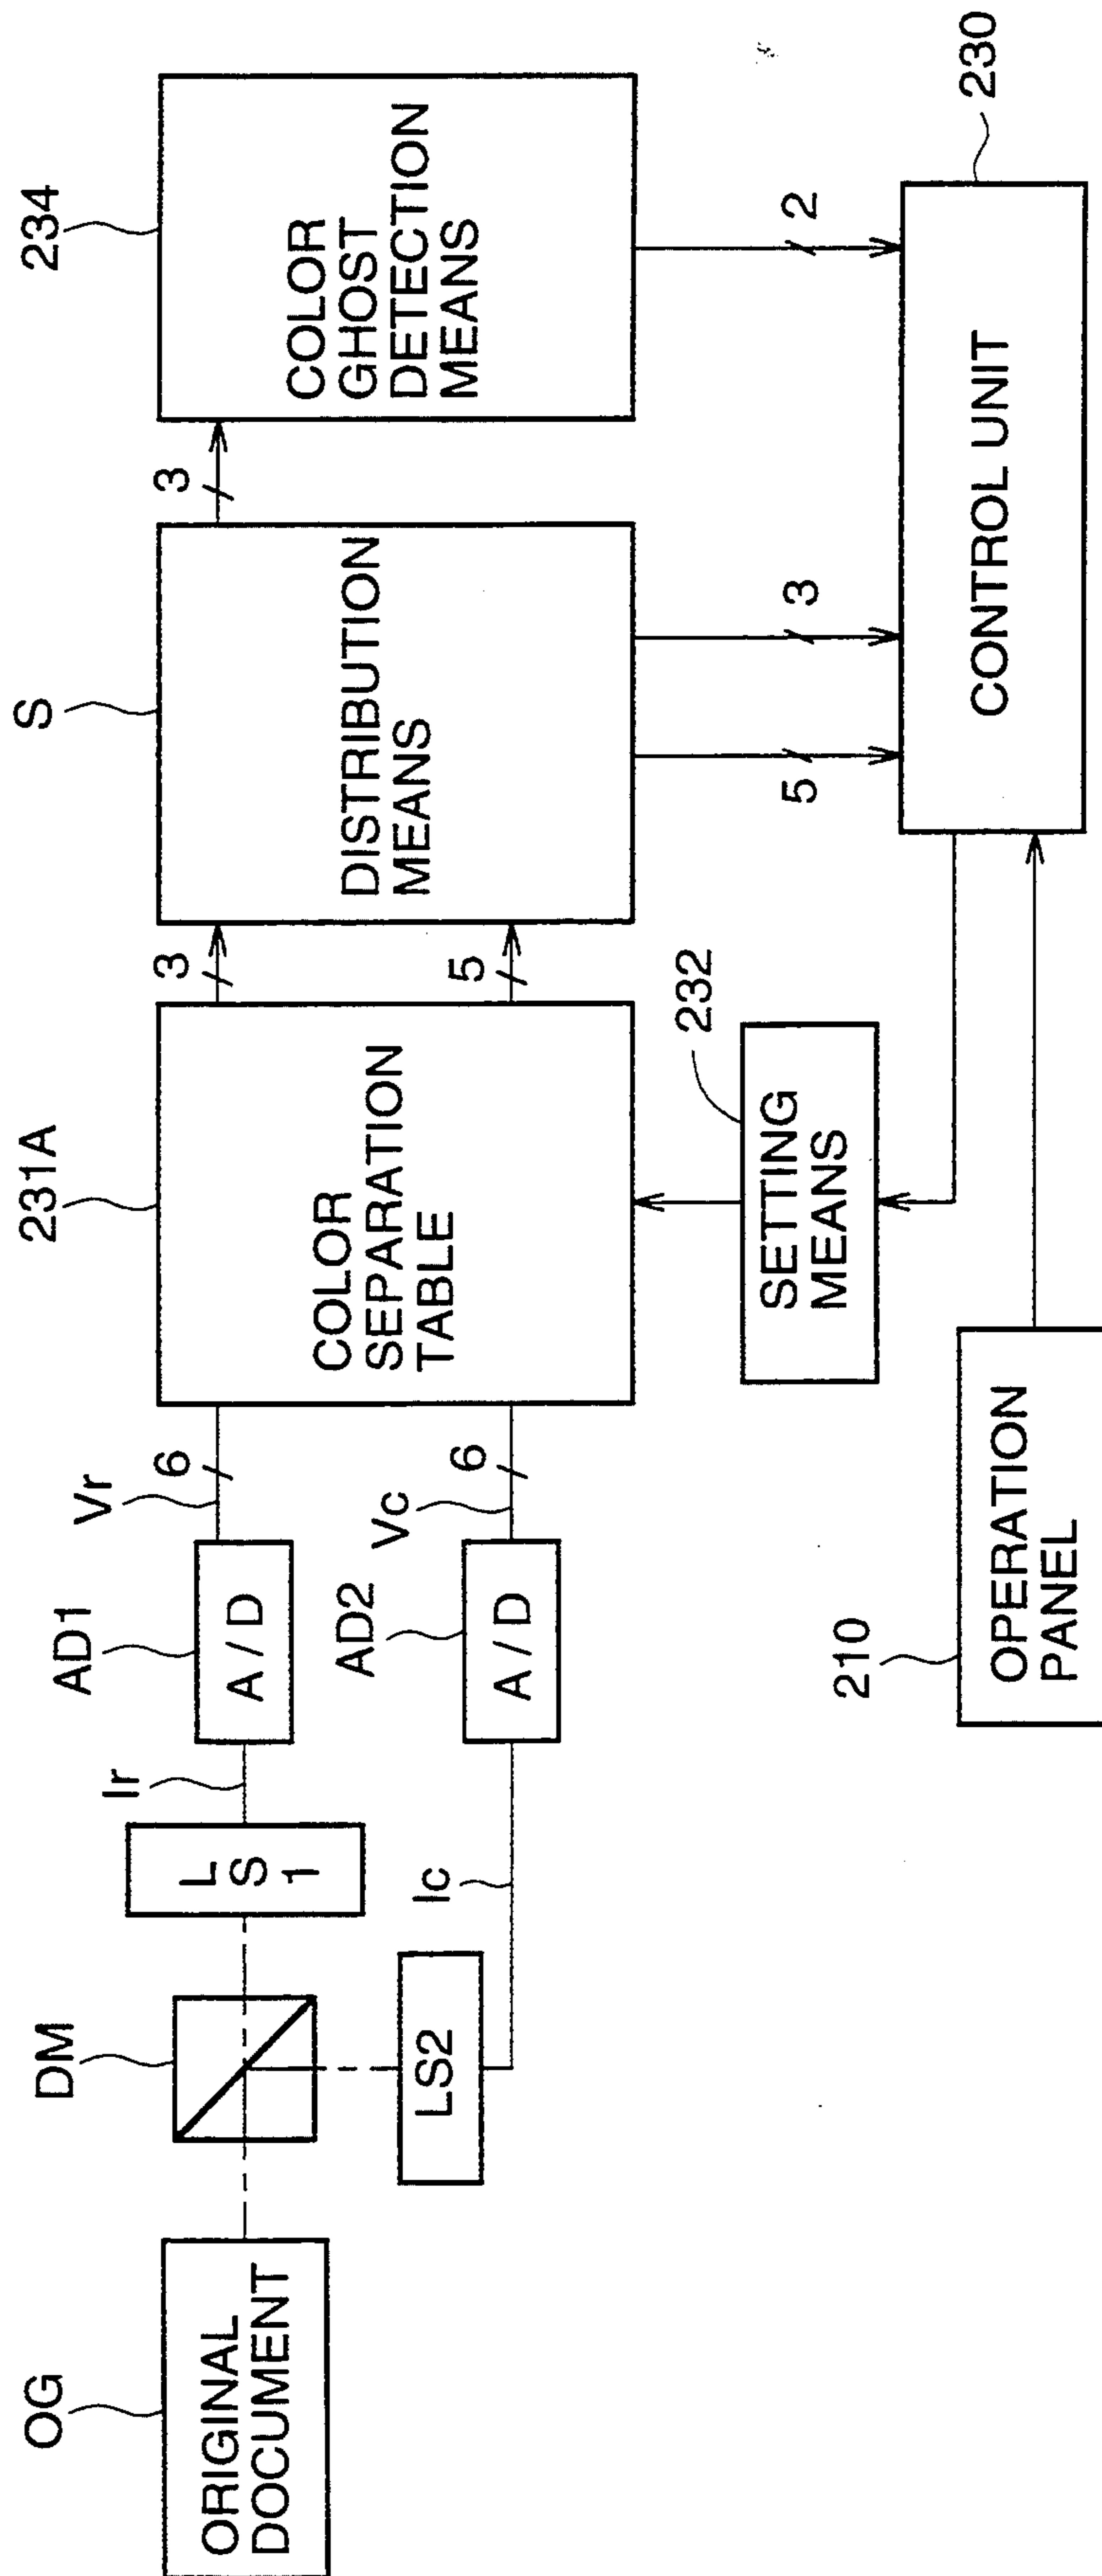 OG
ORIGINAL
DOCUMENT
DM
LS1
LS2
Ir
Ic
AD1
A/D
AD2
A/D
Vr
6
Vc
6
231A
COLOR
SEPARATION
TABLE
3
5
S
DISTRIBUTION
MEANS
3
234
COLOR
GHOST
DETECTION
MEANS
5
3
2
232
SETTING
MEANS
230
CONTROL UNIT
210
OPERATION
PANEL